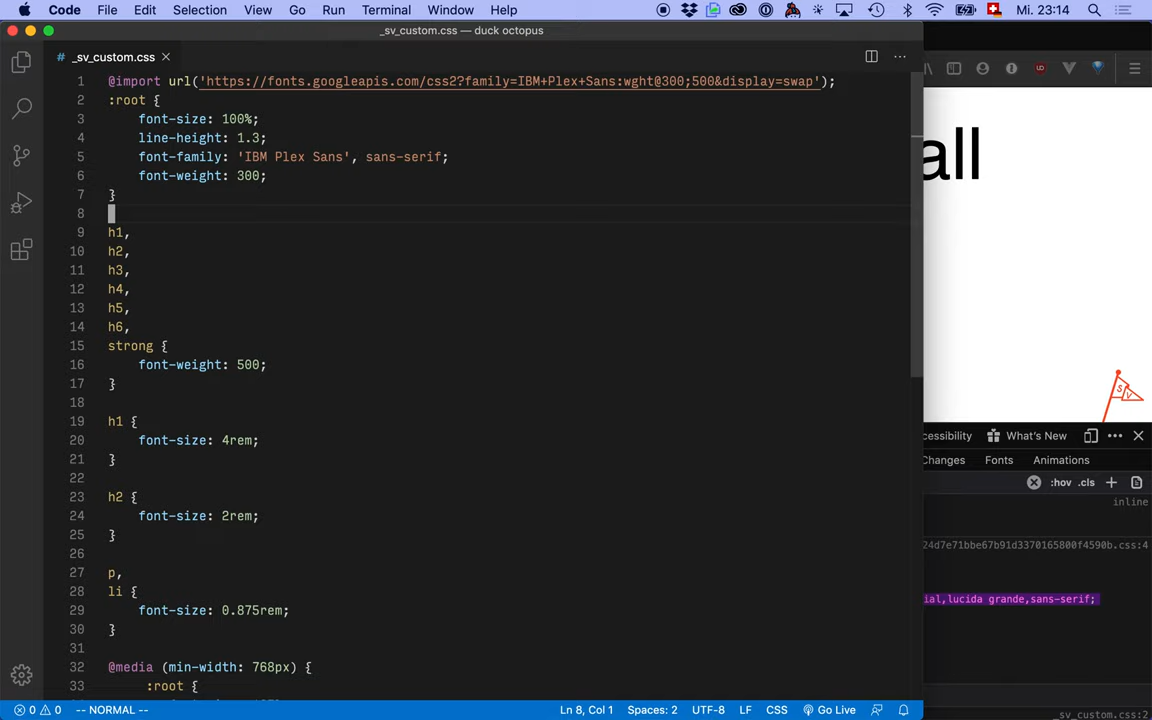 Code File Edit Selection View Go Run Terminal Window Help Mi. 23:14
_sv_custom.css — duck octopus
# _sv_custom.css ×
1 @import url('https://fonts.googleapis.com/css2?family=IBM+Plex+Sans:wght@300;500&display=swap');
2 :root {
3 font-size: 100%;
4 line-height: 1.3;
5 font-family: 'IBM Plex Sans', sans-serif;
6 font-weight: 300;
7 }
8
9 h1,
10 h2,
11 h3,
12 h4,
13 h5,
14 h6,
15 strong {
16 font-weight: 500;
17 }
18
19 h1 {
20 font-size: 4rem;
21 }
22
23 h2 {
24 font-size: 2rem;
25 }
26
27 p,
28 li {
29 font-size: 0.875rem;
30 }
31
32 @media (min-width: 768px) {
33 :root {
all
SV
cessibility What's New
Changes Fonts Animations
:hov .cls
inline
24d7e71bbe67b91d3370165800f4590b.css:4
ial,lucida grande,sans-serif;
_sv_custom.css:2
0 0 -- NORMAL -- Ln 8, Col 1 Spaces: 2 UTF-8 LF CSS Go Live